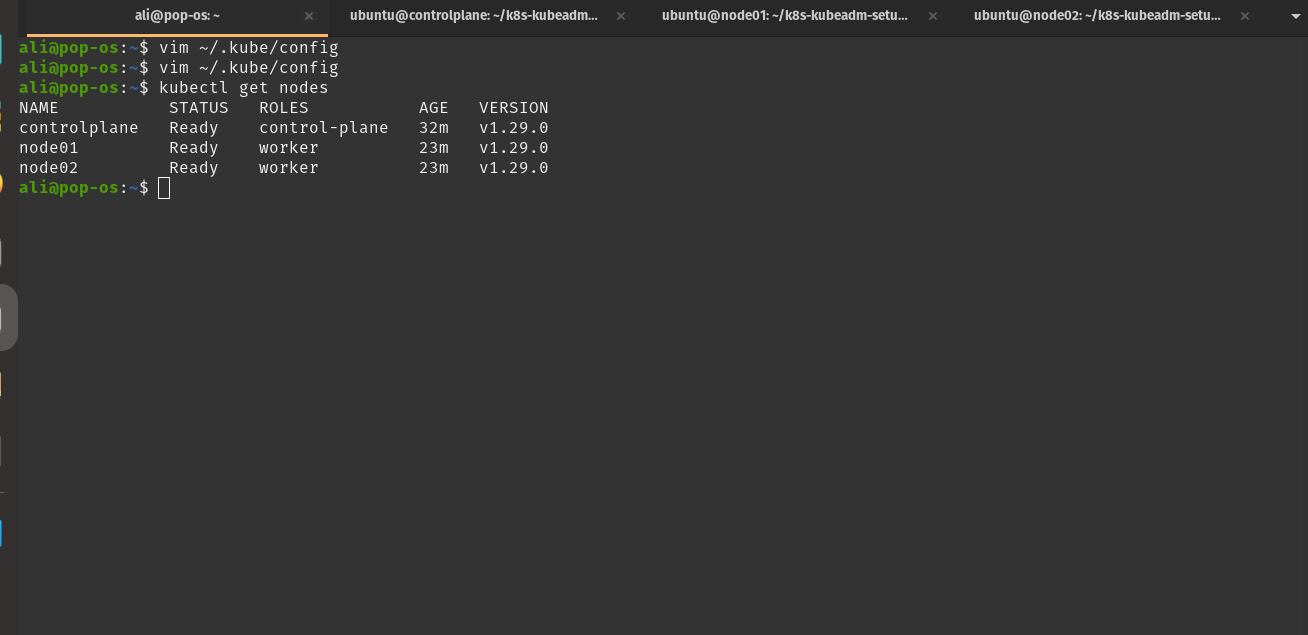 ali@pop-os: ~
ubuntu@controlplane: ~/k8s-kubeadm...
ubuntu@node01: ~/k8s-kubeadm-setu...
ubuntu@node02: ~/k8s-kubeadm-setu...
ali@pop-os:~$ vim ~/.kube/config
ali@pop-os:~$ vim ~/.kube/config
ali@pop-os:~$ kubectl get nodes
NAME           STATUS   ROLES           AGE   VERSION
controlplane   Ready    control-plane   32m   v1.29.0
node01         Ready    worker          23m   v1.29.0
node02         Ready    worker          23m   v1.29.0
ali@pop-os:~$